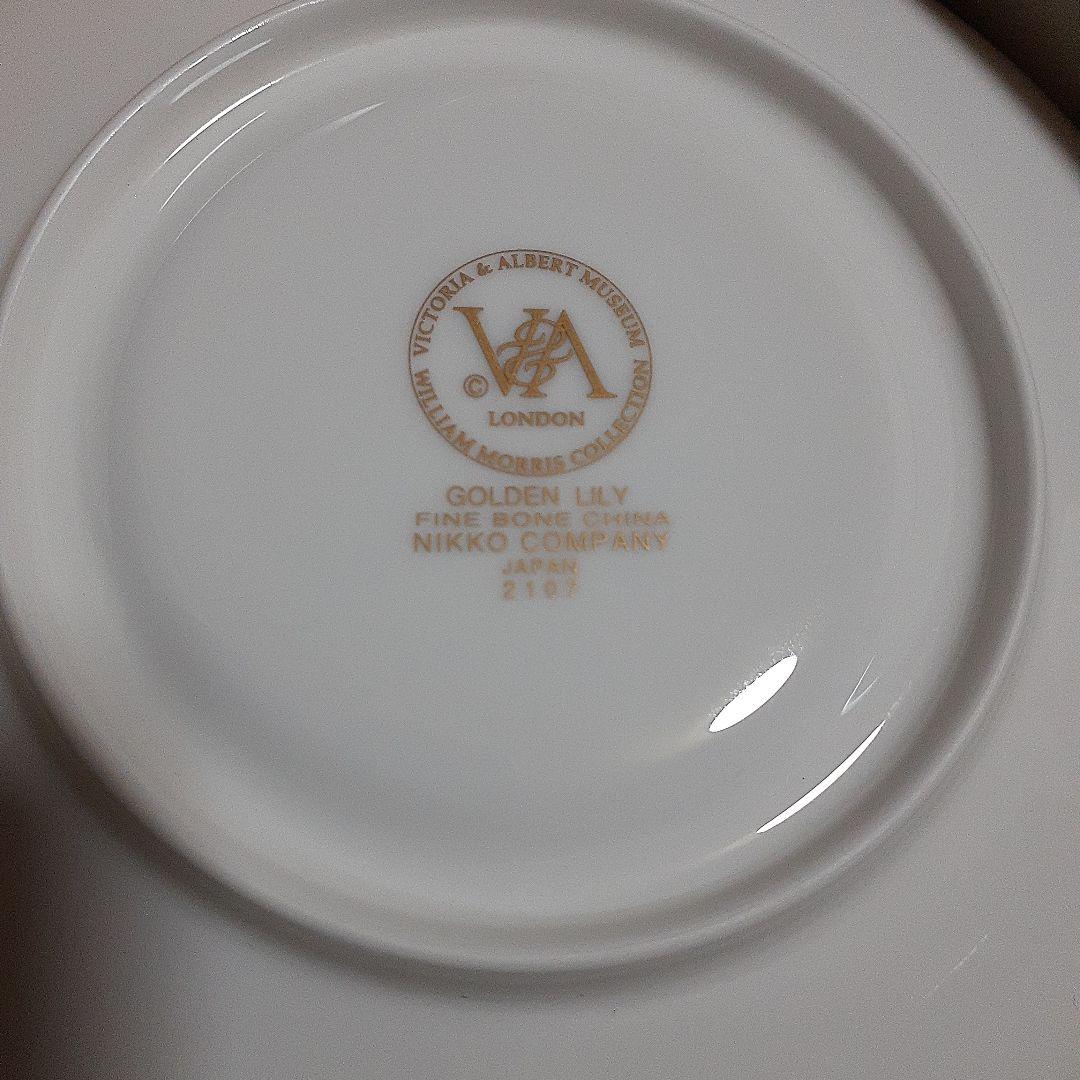 VICTORIA & ALBERT MUSEUM
V&A
©
LONDON
WILLIAM MORRIS COLLECTION
GOLDEN LILY
FINE BONE CHINA
NIKKO COMPANY
JAPAN
2107